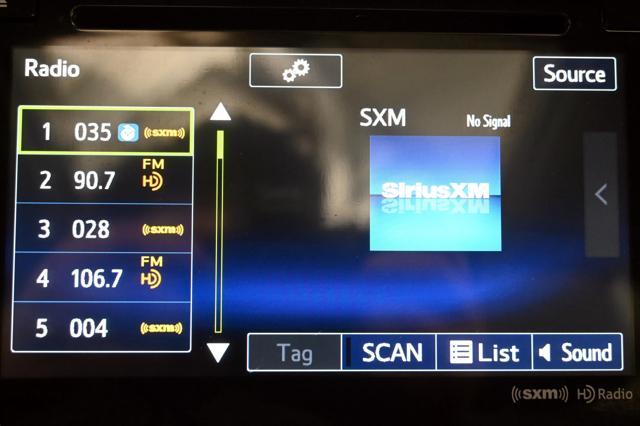 Radio
Source
1 035 ((sxm))
2 90.7 FM HD
3 028 ((sxm))
4 106.7 FM HD
5 004 ((sxm))
SXM No Signal
SiriusXM
Tag SCAN List Sound
((sxm)) HD Radio